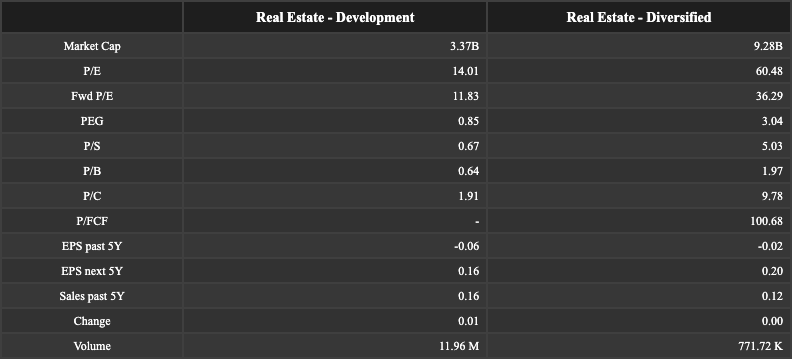 Real Estate - Development Real Estate - Diversified
Market Cap 3.37B 9.28B
P/E 14.01 60.48
Fwd P/E 11.83 36.29
PEG 0.85 3.04
P/S 0.67 5.03
P/B 0.64 1.97
P/C 1.91 9.78
P/FCF - 100.68
EPS past 5Y -0.06 -0.02
EPS next 5Y 0.16 0.20
Sales past 5Y 0.16 0.12
Change 0.01 0.00
Volume 11.96 M 771.72 K